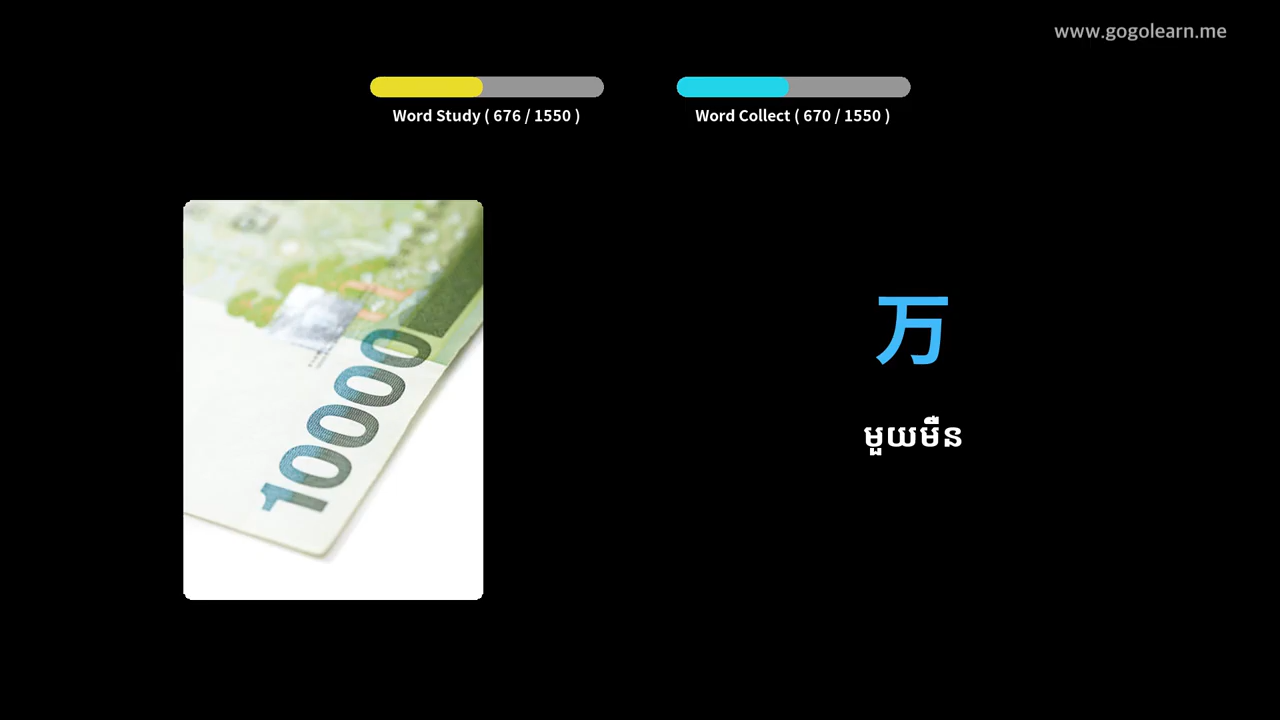 www.gogolearn.me
Word Study ( 676 / 1550 )
Word Collect ( 670 / 1550 )
10000
万
មួយម៉ឺន